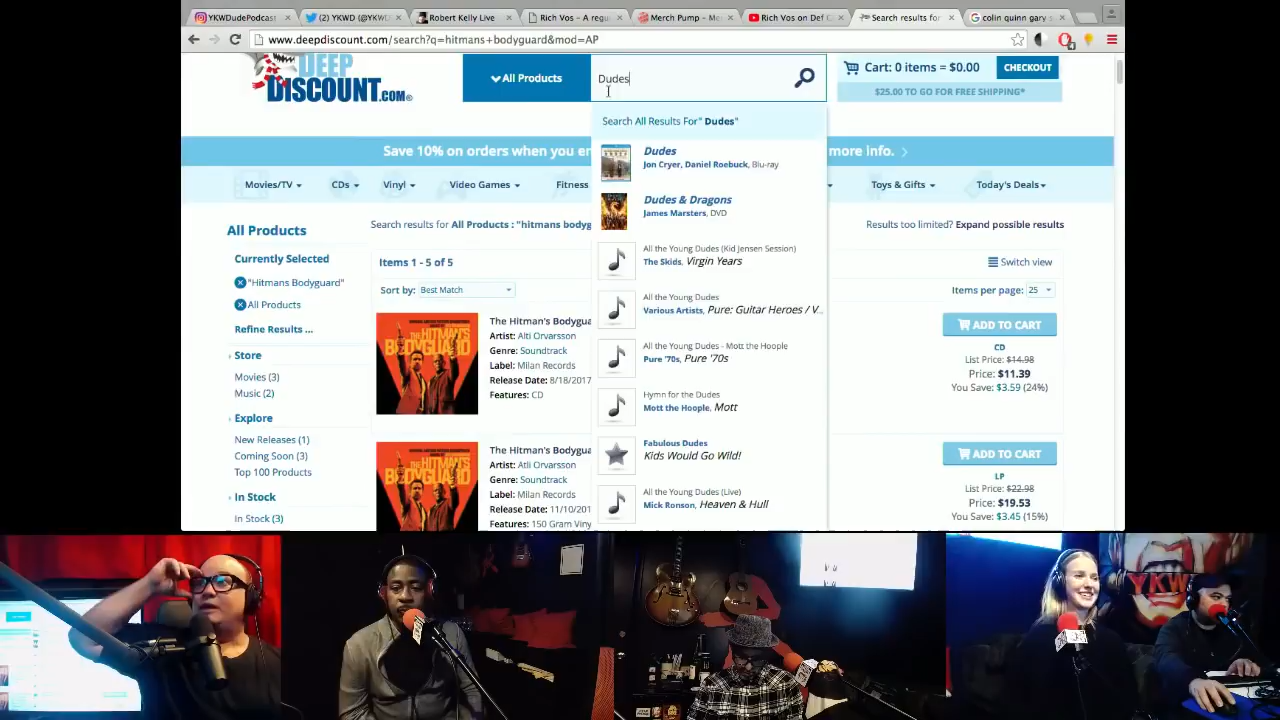 YKWDudePodcast
(2) YKWD (@YKW
Robert Kelly Live
Rich Vos – A regu
Merch Pump – Me
Rich Vos on Def C
Search results for
colin quinn gary
www.deepdiscount.com/search?q=hitmans+bodyguard&mod=AP
DEEP
DISCOUNT.COM®
All Products
Dudes
Cart: 0 items = $0.00
CHECKOUT
$25.00 TO GO FOR FREE SHIPPING*
Search All Results For" Dudes"
Save 10% on orders when you en
more info.
Dudes
Jon Cryer, Daniel Roebuck, Blu-ray
Movies/TV
CDs
Vinyl
Video Games
Fitness
Toys & Gifts
Today's Deals
Dudes & Dragons
James Marsters, DVD
All Products
Search results for All Products : "hitmans bodyg
Results too limited? Expand possible results
Currently Selected
"Hitmans Bodyguard"
All Products
Refine Results ...
Items 1 - 5 of 5
Switch view
Sort by: Best Match
Items per page: 25
All the Young Dudes (Kid Jensen Session)
The Skids, Virgin Years
All the Young Dudes
Various Artists, Pure: Guitar Heroes / V...
All the Young Dudes - Mott the Hoople
Pure '70s, Pure '70s
Hymn for the Dudes
Mott the Hoople, Mott
Fabulous Dudes
Kids Would Go Wild!
All the Young Dudes (Live)
Mick Ronson, Heaven & Hull
Store
Movies (3)
Music (2)
Explore
New Releases (1)
Coming Soon (3)
Top 100 Products
In Stock
In Stock (3)
THE HITMAN'S
BODYGUARD
The Hitman's Bodygua
Artist: Atli Orvarsson
Genre: Soundtrack
Label: Milan Records
Release Date: 8/18/2017
Features: CD
ADD TO CART
CD
List Price: $14.98
Price: $11.39
You Save: $3.59 (24%)
THE HITMAN'S
BODYGUARD
The Hitman's Bodygua
Artist: Atli Orvarsson
Genre: Soundtrack
Label: Milan Records
Release Date: 11/10/201
Features: 150 Gram Viny
ADD TO CART
LP
List Price: $22.98
Price: $19.53
You Save: $3.45 (15%)
YKW